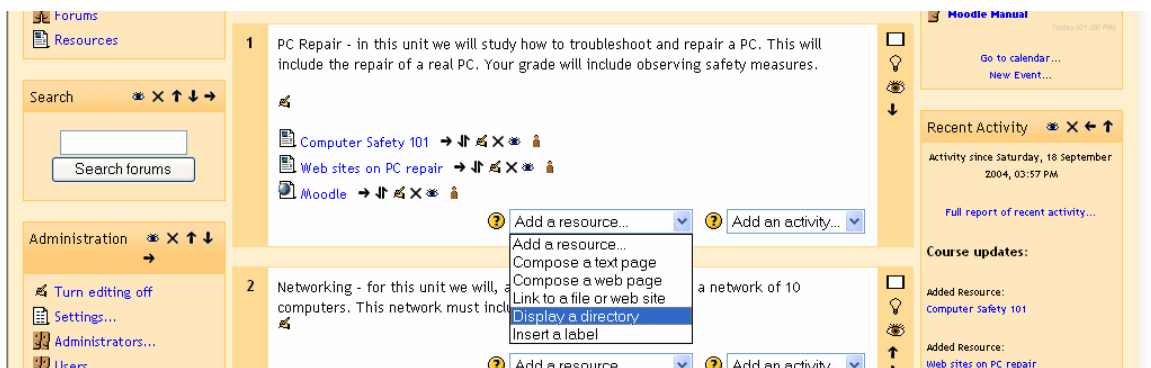 Forums
Resources
Search
Search forums
Administration
Turn editing off
Settings...
Administrators...
Users
1
PC Repair - in this unit we will study how to troubleshoot and repair a PC. This will
include the repair of a real PC. Your grade will include observing safety measures.
Computer Safety 101
Web sites on PC repair
Moodle
Add a resource...
Add an activity...
Add a resource...
Compose a text page
Compose a web page
Link to a file or web site
Display a directory
Insert a label
2
Networking - for this unit we will, a network of 10
computers. This network must
Add a resource
Add an activity
Moodle Manual
Today (01:00 PM)
Go to calendar...
New Event...
Recent Activity
Activity since Saturday, 18 September
2004, 03:57 PM
Full report of recent activity...
Course updates:
Added Resource:
Computer Safety 101
Added Resource:
Web sites on PC repair